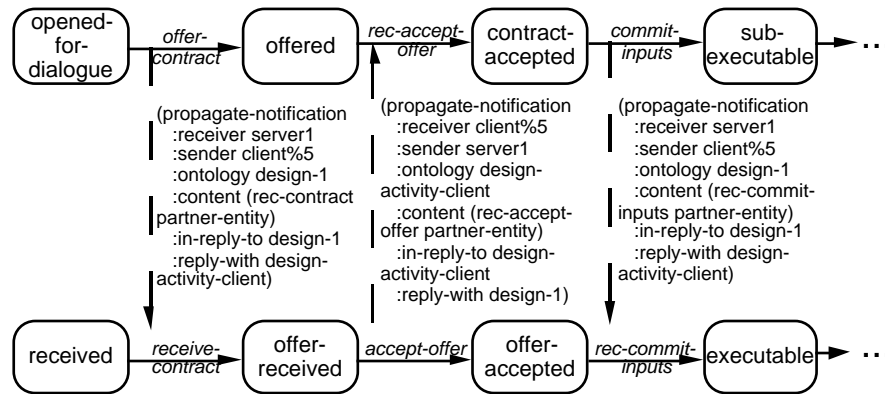 opened-
for-
dialogue
offer-
contract
offered
rec-accept-
offer
contract-
accepted
commit-
inputs
sub-
executable
..
(propagate-notification
:receiver server1
:sender client%5
:ontology design-1
:content (rec-contract
partner-entity)
:in-reply-to design-1
:reply-with design-
activity-client)
(propagate-notification
:receiver client%5
:sender server1
:ontology design-
activity-client
:content (rec-accept-
offer partner-entity)
:in-reply-to design-
activity-client
:reply-with design-1)
(propagate-notification
:receiver server1
:sender client%5
:ontology design-1
:content (rec-commit-
inputs partner-entity)
:in-reply-to design-1
:reply-with design-
activity-client)
received
receive-
contract
offer-
received
accept-offer
offer-
accepted
rec-commit-
inputs
executable
..